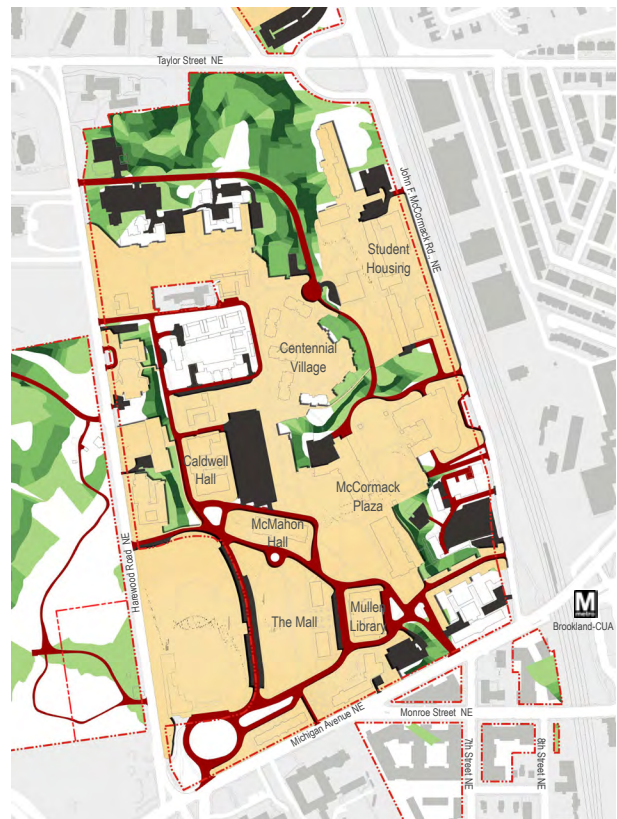 Taylor Street NE
John F. McCormack Rd., NE
Student
Housing
Centennial
Village
Caldwell
Hall
McCormack
Plaza
McMahon
Hall
Harewood Road NE
The Mall
Mullen
Library
M
metro
Brookland-CUA
Michigan Avenue NE
Monroe Street NE
7th Street NE
8th Street NE